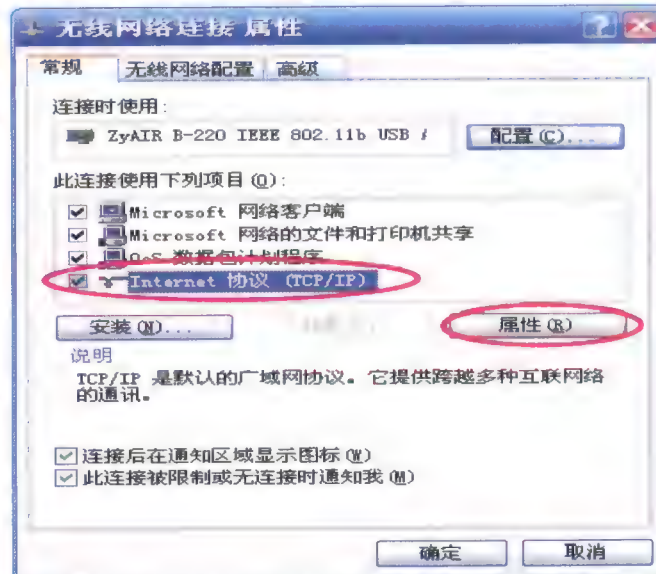 无线网络连接 属性
常规 无线网络配置 高级
连接时使用:
ZyAIR B-220 IEEE 802.11b USB
配置(C)...
此连接使用下列项目(O):
Microsoft 网络客户端
Microsoft 网络的文件和打印机共享
QoS 数据包计划程序
Internet 协议 (TCP/IP)
安装(N)...
属性(R)
说明
TCP/IP 是默认的广域网协议。它提供跨越多种互联网络
的通讯。
连接后在通知区域显示图标(W)
此连接被限制或无连接时通知我(M)
确定 取消